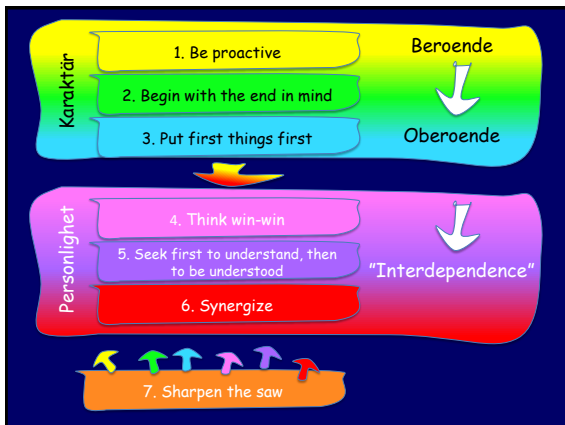 Karaktär
1. Be proactive
2. Begin with the end in mind
3. Put first things first
Beroende
Oberoende
Personlighet
4. Think win-win
5. Seek first to understand, then
to be understood
6. Synergize
"Interdependence"
7. Sharpen the saw